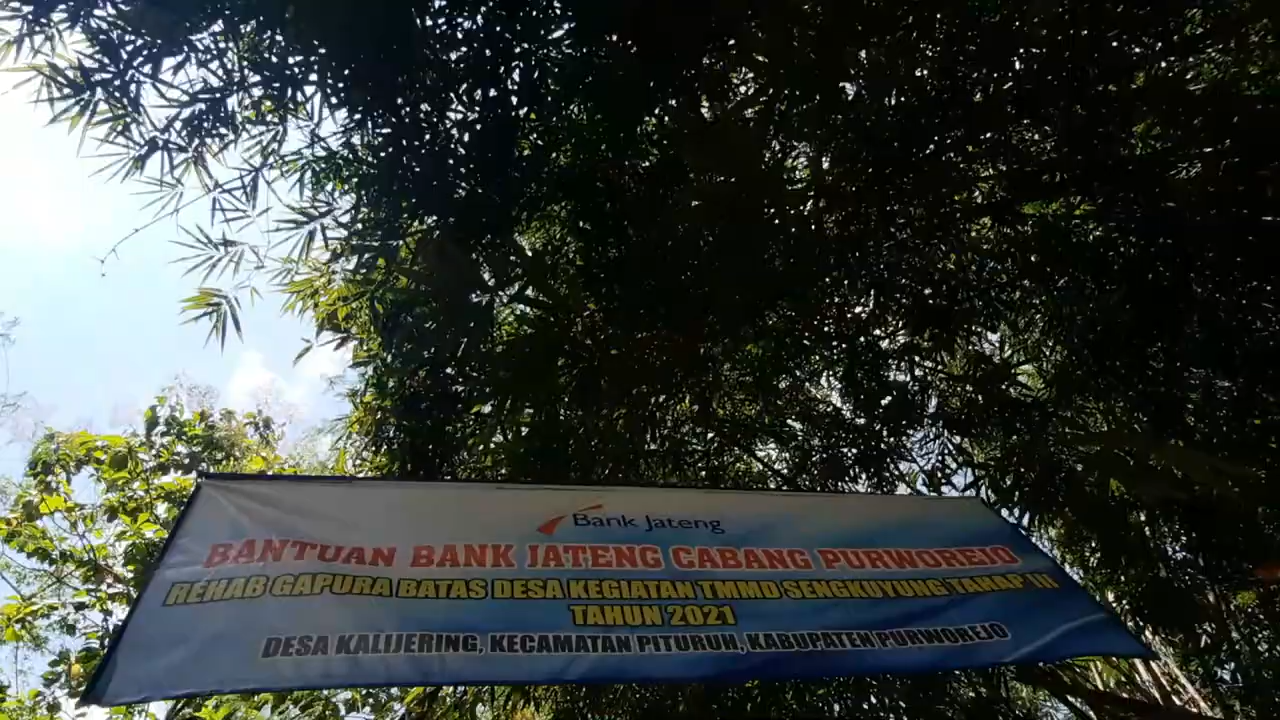 Bank Jateng
BANTUAN BANK JATENG CABANG PURWOREJO
REHAB GAPURA BATAS DESA KEGIATAN TMMD SENGKUYUNG TAHAP III
TAHUN 2021
DESA KALIJERING, KECAMATAN PITURUH, KABUPATEN PURWOREJO